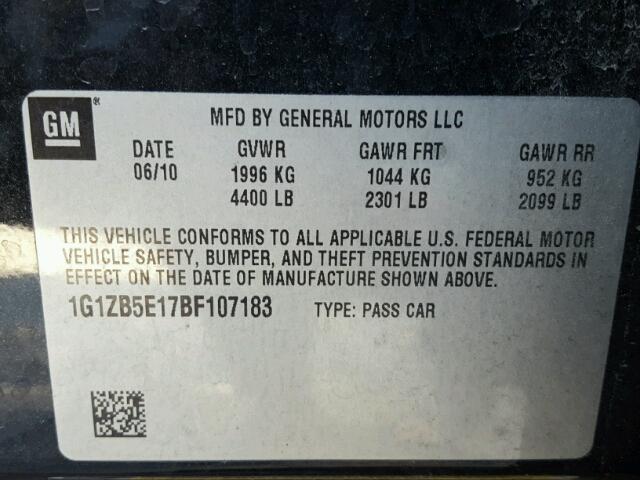 GM®
MFD BY GENERAL MOTORS LLC
DATE GVWR GAWR FRT GAWR RR
06/10 1996 KG 1044 KG 952 KG
4400 LB 2301 LB 2099 LB
THIS VEHICLE CONFORMS TO ALL APPLICABLE U.S. FEDERAL MOTOR
VEHICLE SAFETY, BUMPER, AND THEFT PREVENTION STANDARDS IN
EFFECT ON THE DATE OF MANUFACTURE SHOWN ABOVE.
1G1ZB5E17BF107183 TYPE: PASS CAR